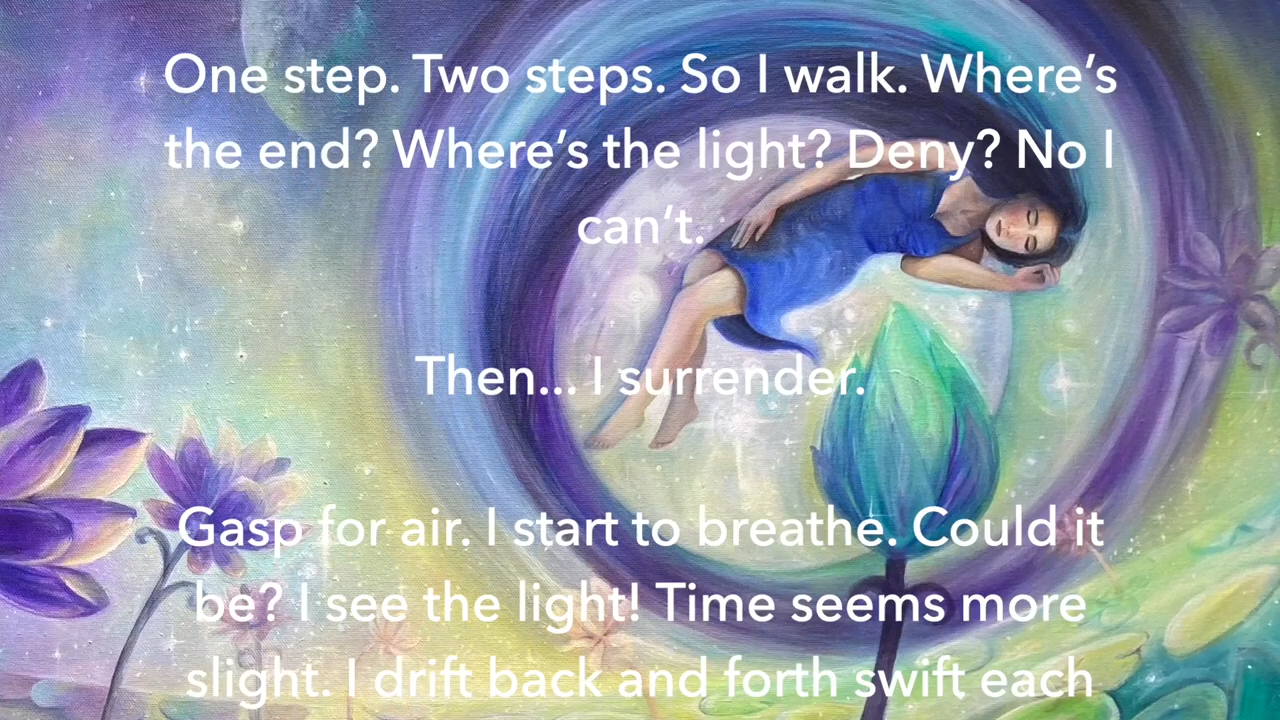 One step. Two steps. So I walk. Where’s
the end? Where’s the light? Deny? No I
can’t.
Then... I surrender.
Gasp for air. I start to breathe. Could it
be? I see the light! Time seems more
slight. I drift back and forth swift each